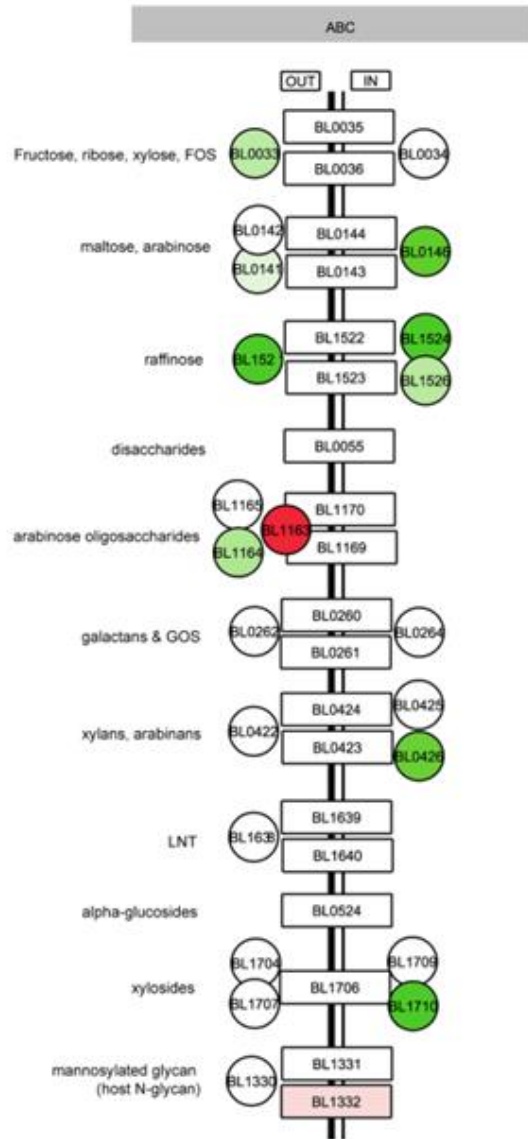 ABC
OUT IN
BL0035
Fructose, ribose, xylose, FOS BL0033 BL0034
BL0036
BL0142 BL0144
maltose, arabinose BL0146
BL0141 BL0143
BL1522 BL1524
raffinose BL152
BL1523 BL1526
disaccharides BL0055
BL1165 BL1170
arabinose oligosaccharides BL1163
BL1164 BL1169
BL0260
galactans & GOS BL0262 BL0264
BL0261
BL0424 BL0425
xylans, arabinans BL0422
BL0423 BL0426
BL1639
LNT BL1638
BL1640
alpha-glucosides BL0524
BL1704 BL1709
xylosides BL1706
BL1707 BL1710
mannosylated glycan BL1331
(host N-glycan) BL1330
BL1332